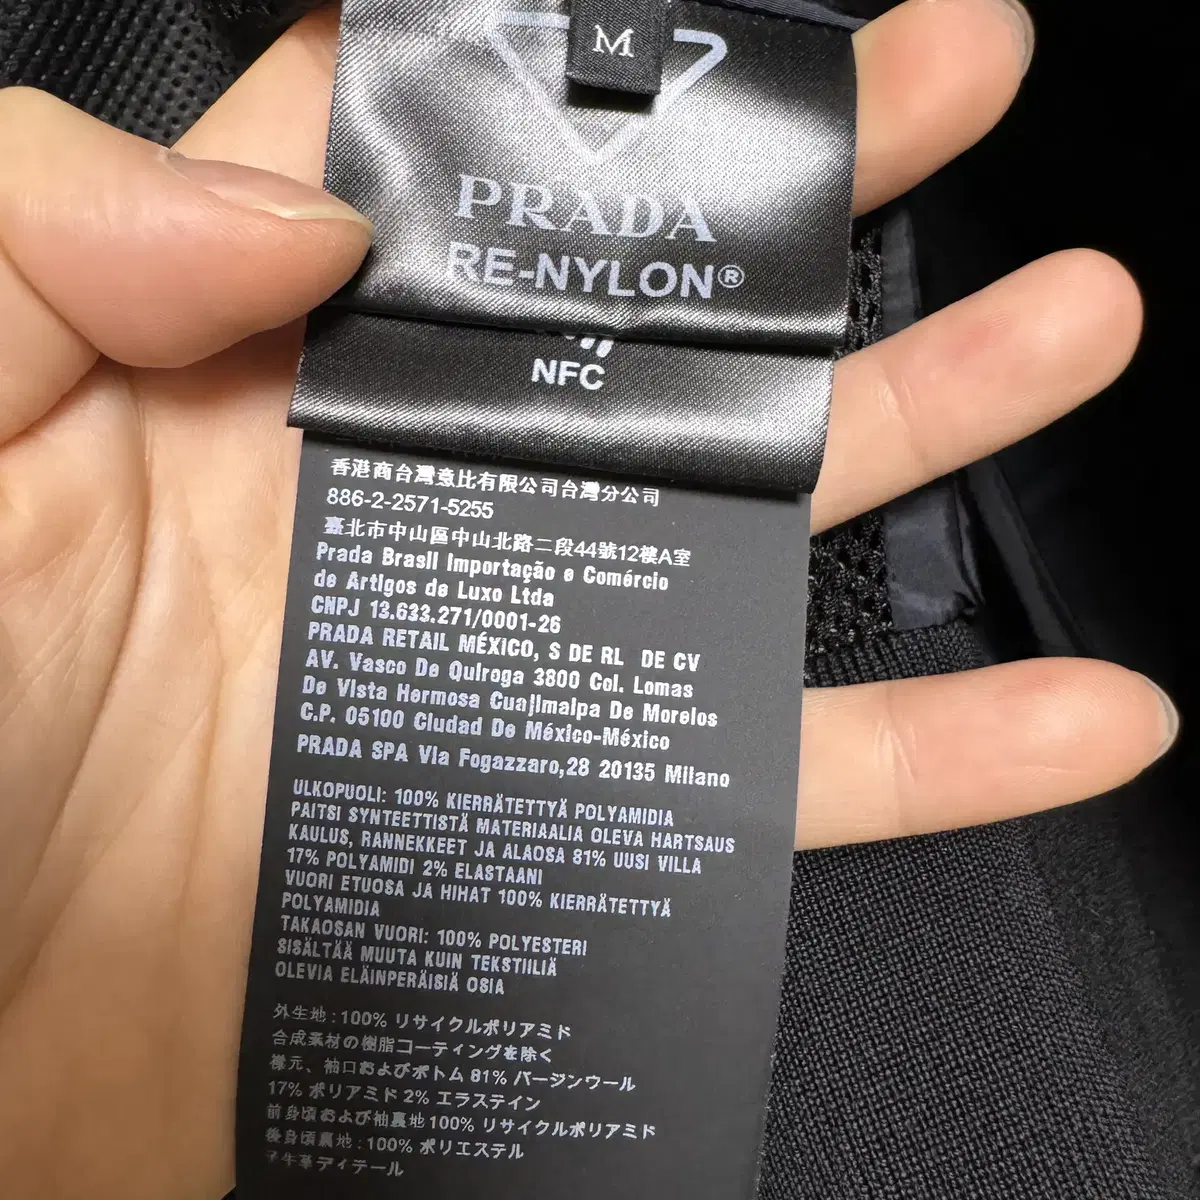 M
PRADA
RE-NYLON®
NFC
香港商台灣意比有限公司台灣分公司
886-2-2571-5255
臺北市中山區中山北路二段44號12樓A室
Prada Brasil Importação e Comércio
de Artigos de Luxo Ltda
CNPJ 13.633.271/0001-26
PRADA RETAIL MÉXICO, S DE RL DE CV
AV. Vasco De Quiroga 3800 Col. Lomas
De Vista Hermosa Cuajimalpa De Morelos
C.P. 05100 Ciudad De México-México
PRADA SPA Via Fogazzaro,28 20135 Milano
ULKOPUOLI: 100% KIERRÄTETTYÄ POLYAMIDIA
PAITSI SYNTEETTISTÄ MATERIAALIA OLEVA HARTSAUS
KAULUS, RANNEKKEET JA ALAOSA 81% UUSI VILLA
17% POLYAMIDI 2% ELASTAANI
VUORI ETUOSA JA HIHAT 100% KIERRÄTETTYÄ
POLYAMIDIA
TAKAOSAN VUORI: 100% POLYESTERI
SISÄLTÄÄ MUUTA KUIN TEKSTIILIÄ
OLEVIA ELÄINPERÄISIÄ OSIA
外生地:100% リサイクルポリアミド
合成素材の樹脂コーティングを除く
襟元、袖口およびボトム 81% バージンウール
17% ポリアミド 2% エラステイン
前身頃および袖裏地100% リサイクルポリアミド
後身頃裏地:100% ポリエステル
子牛革ディテール